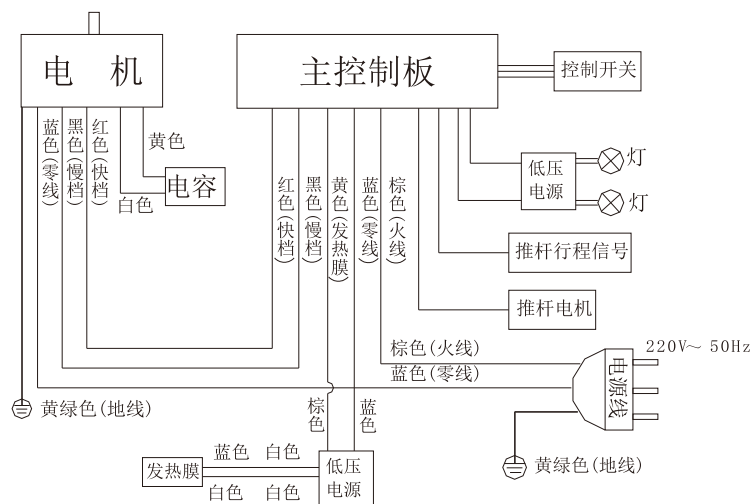 电 机
主控制板
控制开关
蓝色(零线)
黑色(慢档)
红色(快档)
黄色
电容
白色
红色(快档)
黑色(慢档)
黄色(发热膜)
蓝色(零线)
棕色(火线)
低压
电源
灯
灯
推杆行程信号
推杆电机
棕色(火线)
蓝色(零线)
220V~ 50Hz
电源线
黄绿色(地线)
棕色
蓝色
黄绿色(地线)
发热膜
蓝色 白色
白色 白色
低压
电源